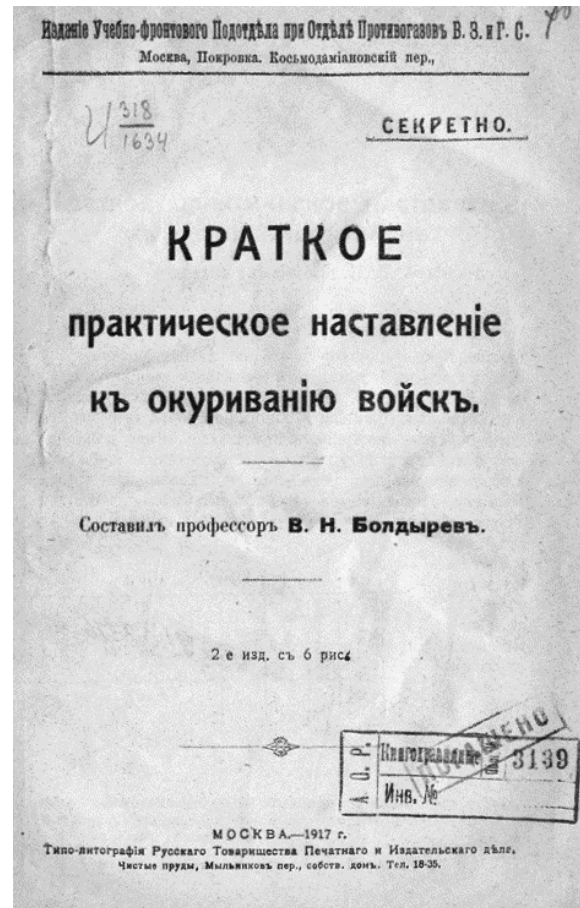 Изданіе Учебно-фронтового Подотдѣла при Отдѣлѣ Противогазовъ В. З. и Г. С.
Москва, Покровка. Косьмодаміановскій пер.,
318
1634
СЕКРЕТНО.
КРАТКОЕ
практическое наставленіе
къ окуриванію войскъ.
Составилъ профессоръ В. Н. Болдыревъ.
2 е изд. съ 6 рис.
А. О. Р.
Книгохранилище
3139
Инв. №
ПОГАШЕНО
МОСКВА.—1917 г.
Типо-литографія Русскаго Товарищества Печатнаго и Издательскаго дѣла.
Чистые пруды, Мыльниковъ пер., собств. домъ. Тел. 18-35.